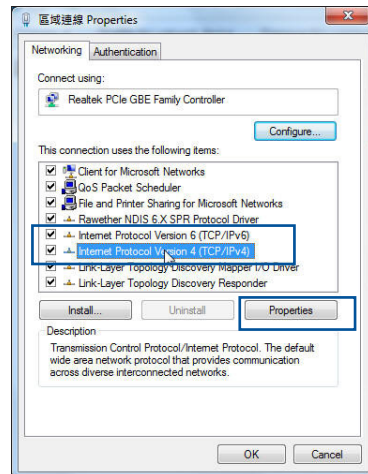 區域連線 Properties
Networking
Authentication
Connect using:
Realtek PCIe GBE Family Controller
Configure...
This connection uses the following items:
Client for Microsoft Networks
QoS Packet Scheduler
File and Printer Sharing for Microsoft Networks
Rawether NDIS 6.X SPR Protocol Driver
Internet Protocol Version 6 (TCP/IPv6)
Internet Protocol Version 4 (TCP/IPv4)
Link-Layer Topology Discovery Mapper I/O Driver
Link-Layer Topology Discovery Responder
Install...
Uninstall
Properties
Description
Transmission Control Protocol/Internet Protocol. The default
wide area network protocol that provides communication
across diverse interconnected networks.
OK
Cancel